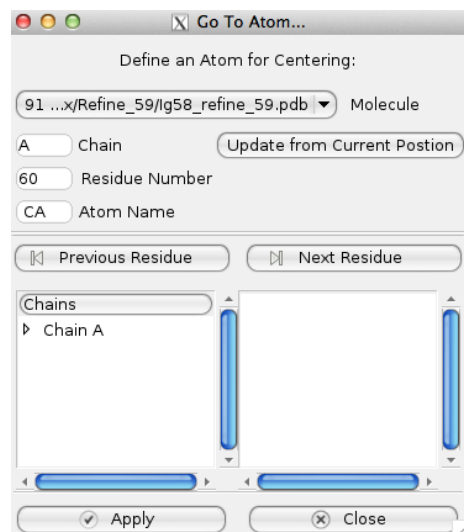 Go To Atom...
Define an Atom for Centering:
91 ...x/Refine_59/Ig58_refine_59.pdb Molecule
A Chain Update from Current Postion
60 Residue Number
CA Atom Name
Previous Residue Next Residue
Chains
Chain A
Apply Close